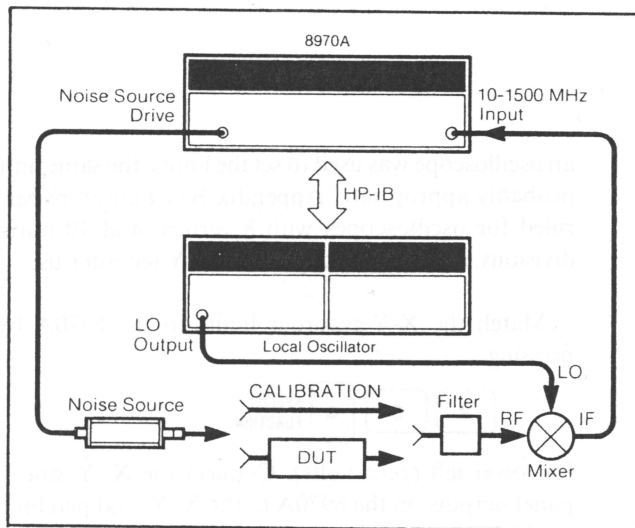 8970A
Noise Source
Drive
10-1500 MHz
Input
HP-IB
LO
Output
Local Oscillator
LO
CALIBRATION
Noise Source
DUT
Filter
RF
IF
Mixer